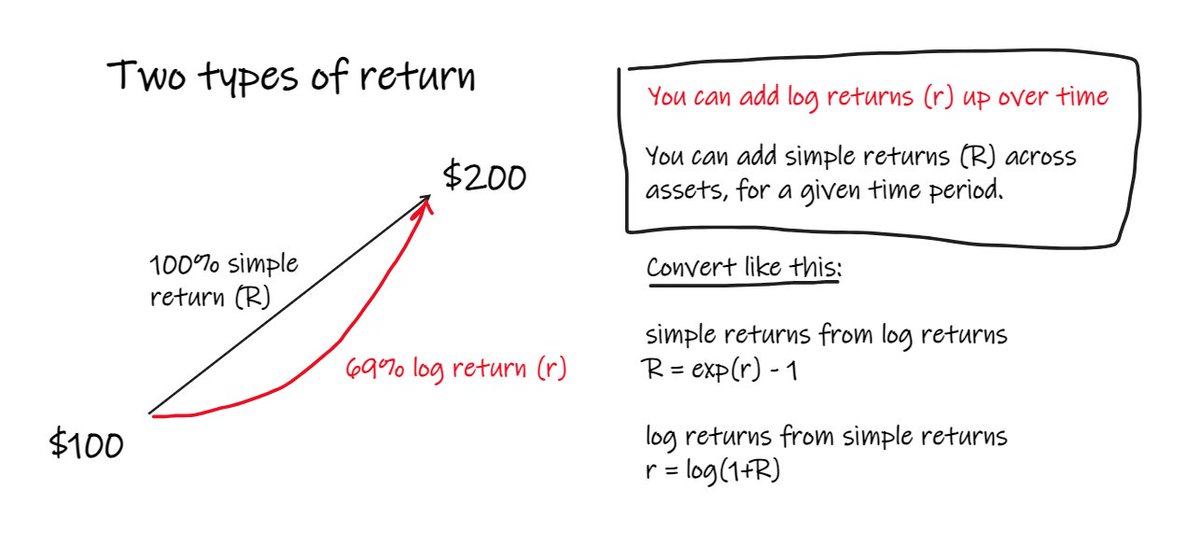 Two types of return
$200
100% simple
return (R)
69% log return (r)
$100
You can add log returns (r) up over time
You can add simple returns (R) across
assets, for a given time period.
Convert like this:
simple returns from log returns
R = exp(r) - 1
log returns from simple returns
r = log(1+R)